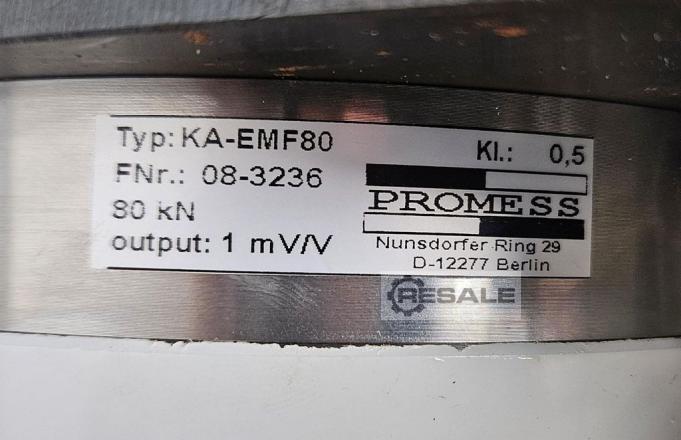 Typ: KA-EMF80
Kl.: 0,5
FNr.: 08-3236
80 kN
output: 1 mV/V
PROMESS
Nunsdorfer Ring 29
D-12277 Berlin
RESALE